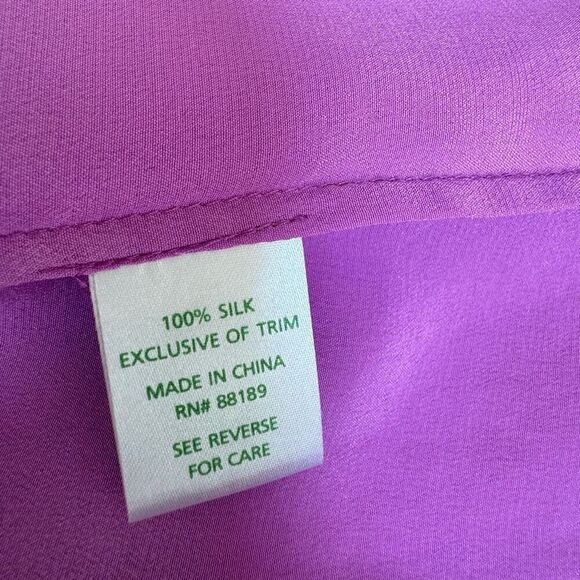 100% SILK
EXCLUSIVE OF TRIM
MADE IN CHINA
RN# 88189
SEE REVERSE
FOR CARE